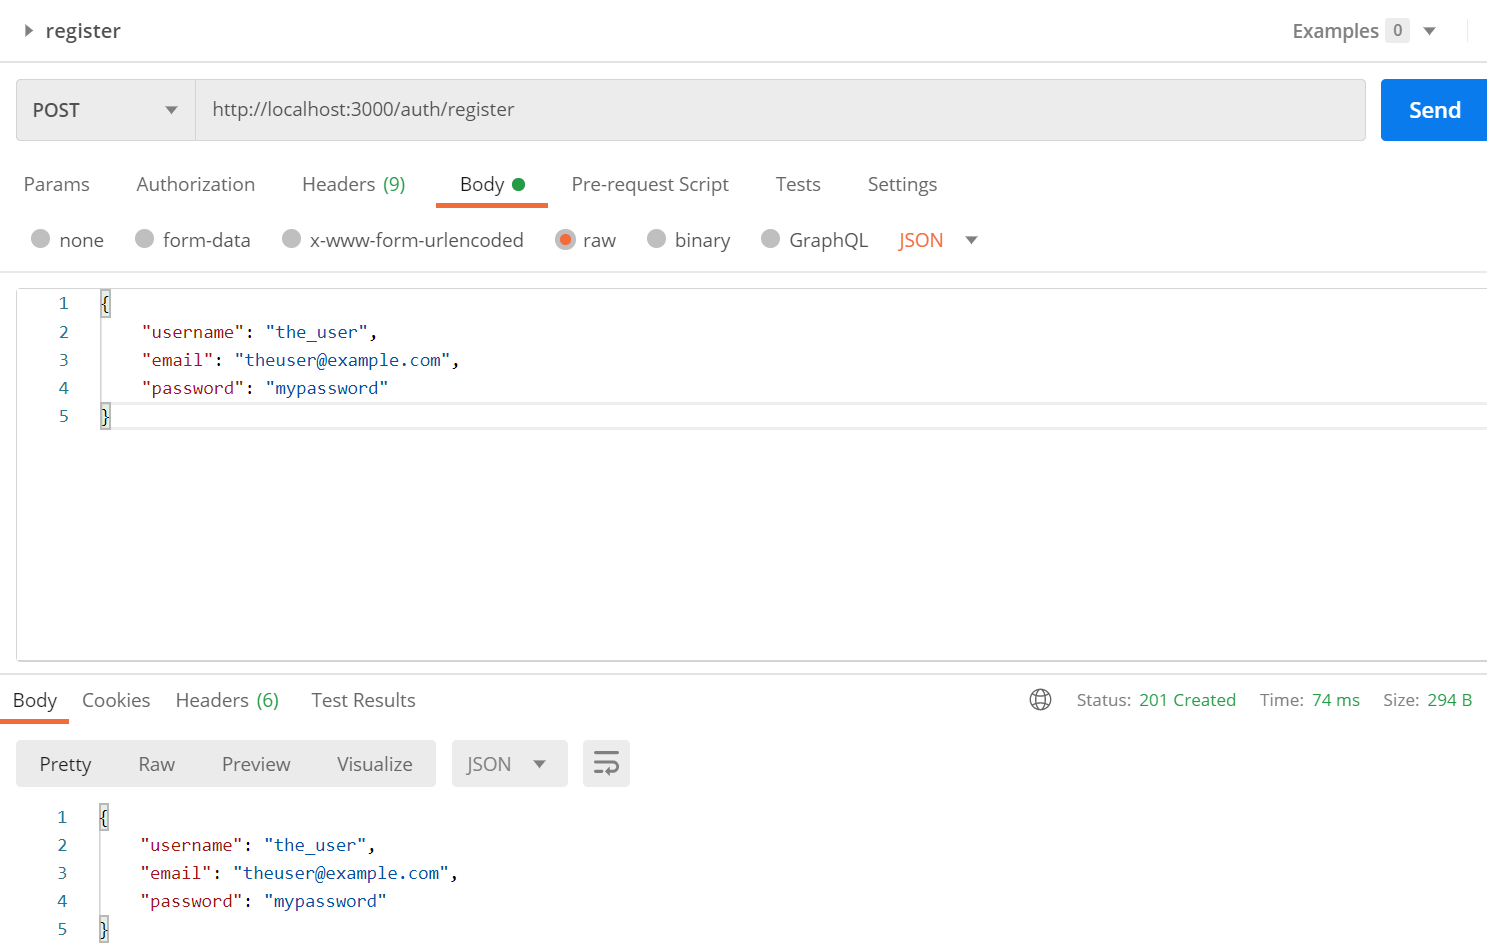 register
Examples 0
POST http://localhost:3000/auth/register Send
Params Authorization Headers (9) Body Pre-request Script Tests Settings
none form-data x-www-form-urlencoded raw binary GraphQL JSON
1 {
2 "username": "the_user",
3 "email": "theuser@example.com",
4 "password": "mypassword"
5 }
Body Cookies Headers (6) Test Results Status: 201 Created Time: 74 ms Size: 294 B
Pretty Raw Preview Visualize JSON
1 {
2 "username": "the_user",
3 "email": "theuser@example.com",
4 "password": "mypassword"
5 }